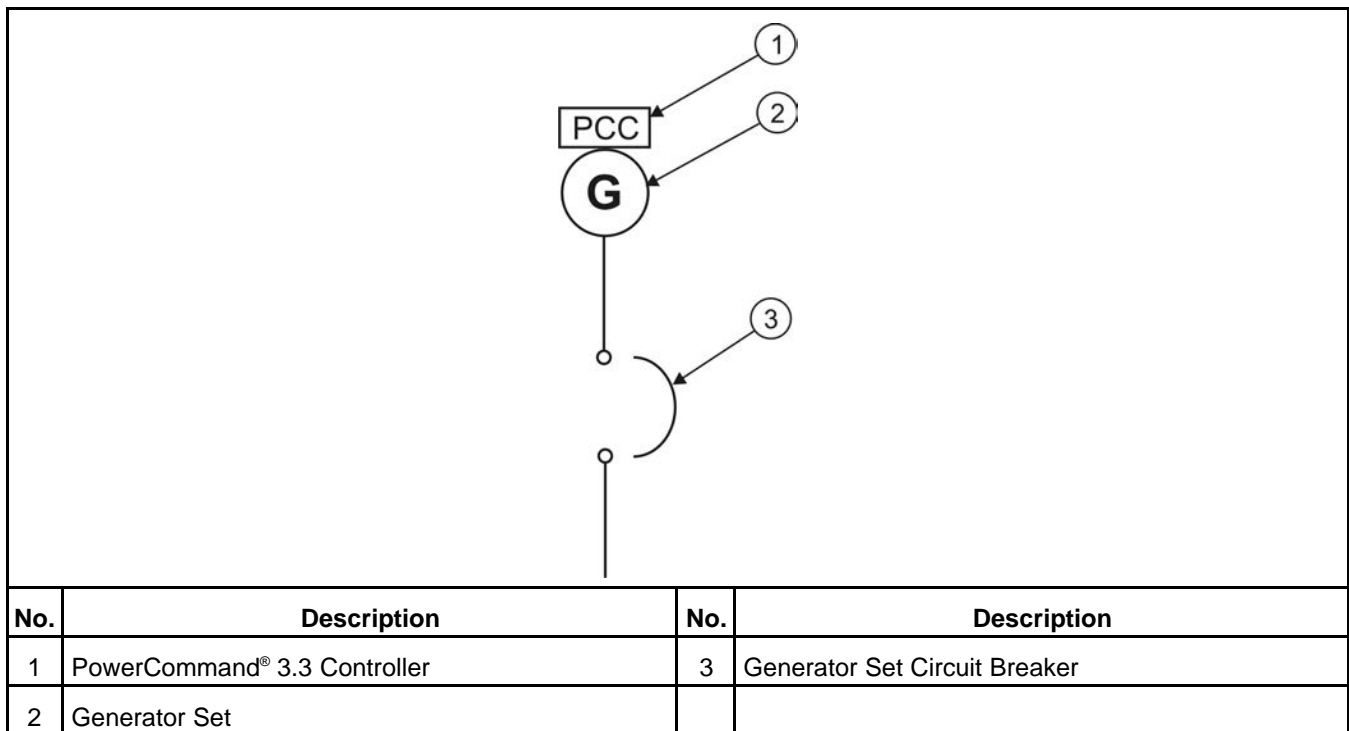 1
PCC
2
G
3
No. Description No. Description
1 PowerCommand® 3.3 Controller 3 Generator Set Circuit Breaker
2 Generator Set